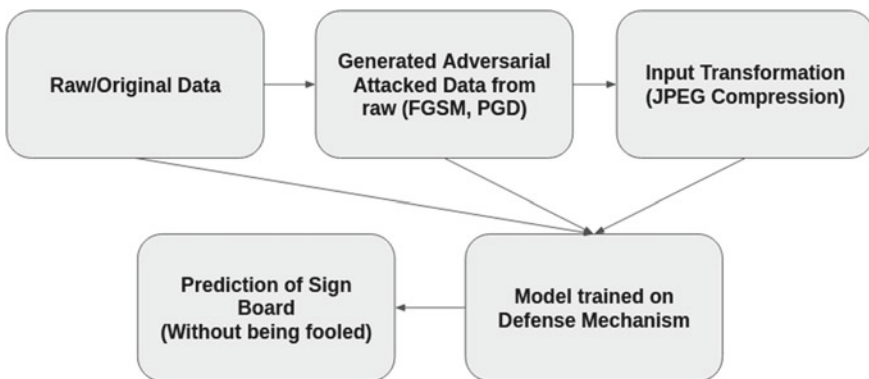 Raw/Original Data
Generated Adversarial
Attacked Data from
raw (FGSM, PGD)
Input Transformation
(JPEG Compression)
Prediction of Sign
Board
(Without being fooled)
Model trained on
Defense Mechanism